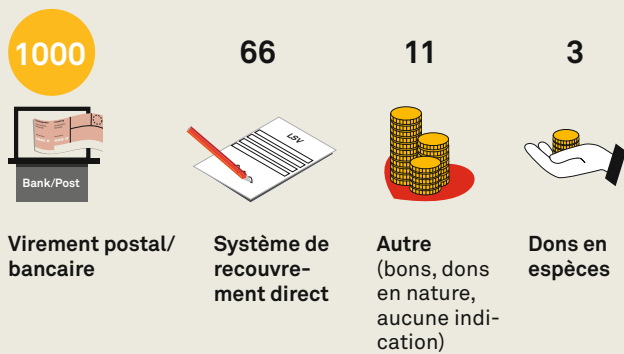 1000
66
11
3
Bank/Post
LSV
Virement postal/
bancaire
Système de
recouvre-
ment direct
Autre
(bons, dons
en nature,
aucune indi-
cation)
Dons en
espèces